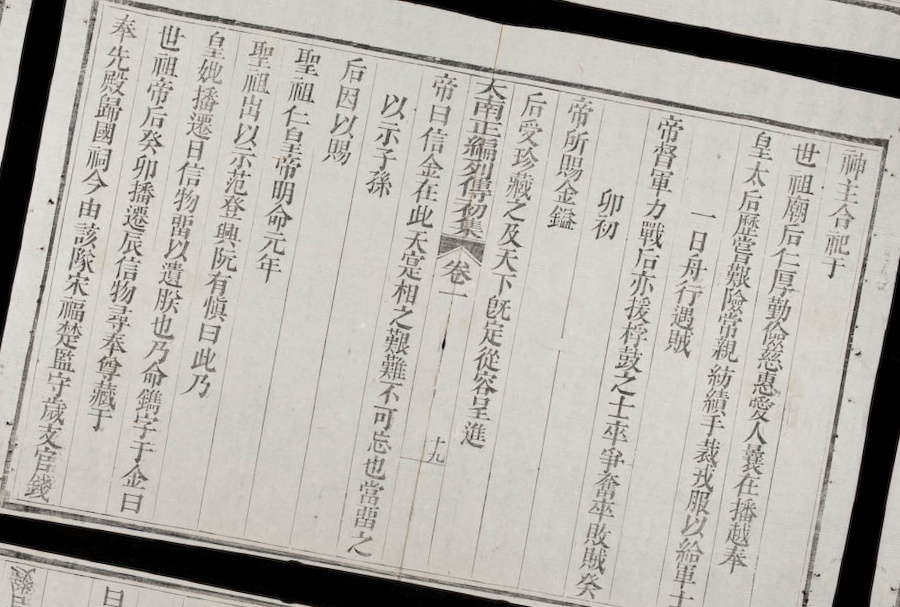 神主合祀于
世祖廟后仁厚勤儉慈惠愛人曩在播越奉
皇太后歷嘗艱險常親紡績手裁戎服以給軍士
一日舟行遇賊
帝督軍力戰后亦援桴鼓之士卒爭奮卒敗賊癸
卯初
帝所賜金鎰
后受珍藏之及天下旣定從容呈進
大南正編列傳初集 卷一 十九
帝曰信金在此天寔相之艱難不可忘也當畱之
以示子孫
后因以賜
聖祖仁皇帝明命元年
聖祖出以示范登興阮有愼曰此乃
皇妣播遷日信物畱以遺朕也乃命鐫字于金曰
世祖帝后癸卯播遷辰信物尋奉尊藏于
奉先殿歸國祠今由該隊宋福楚監守歲支官錢